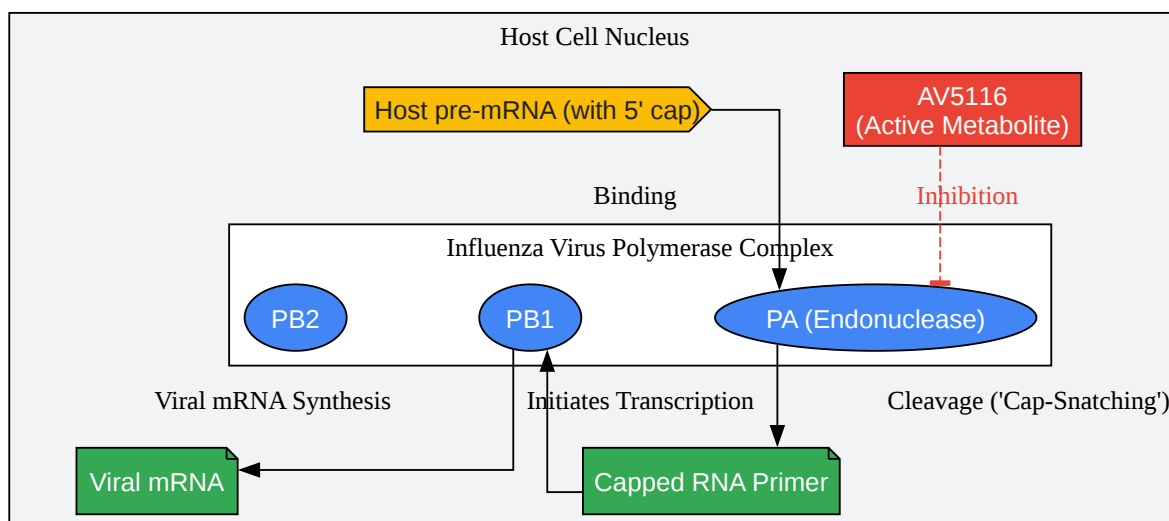 Host Cell Nucleus
Host pre-mRNA (with 5' cap)
AV5116
(Active Metabolite)
Binding
Inhibition
Influenza Virus Polymerase Complex
PB2
PB1
PA (Endonuclease)
Viral mRNA Synthesis
Initiates Transcription
Cleavage ('Cap-Snatching')
Viral mRNA
Capped RNA Primer